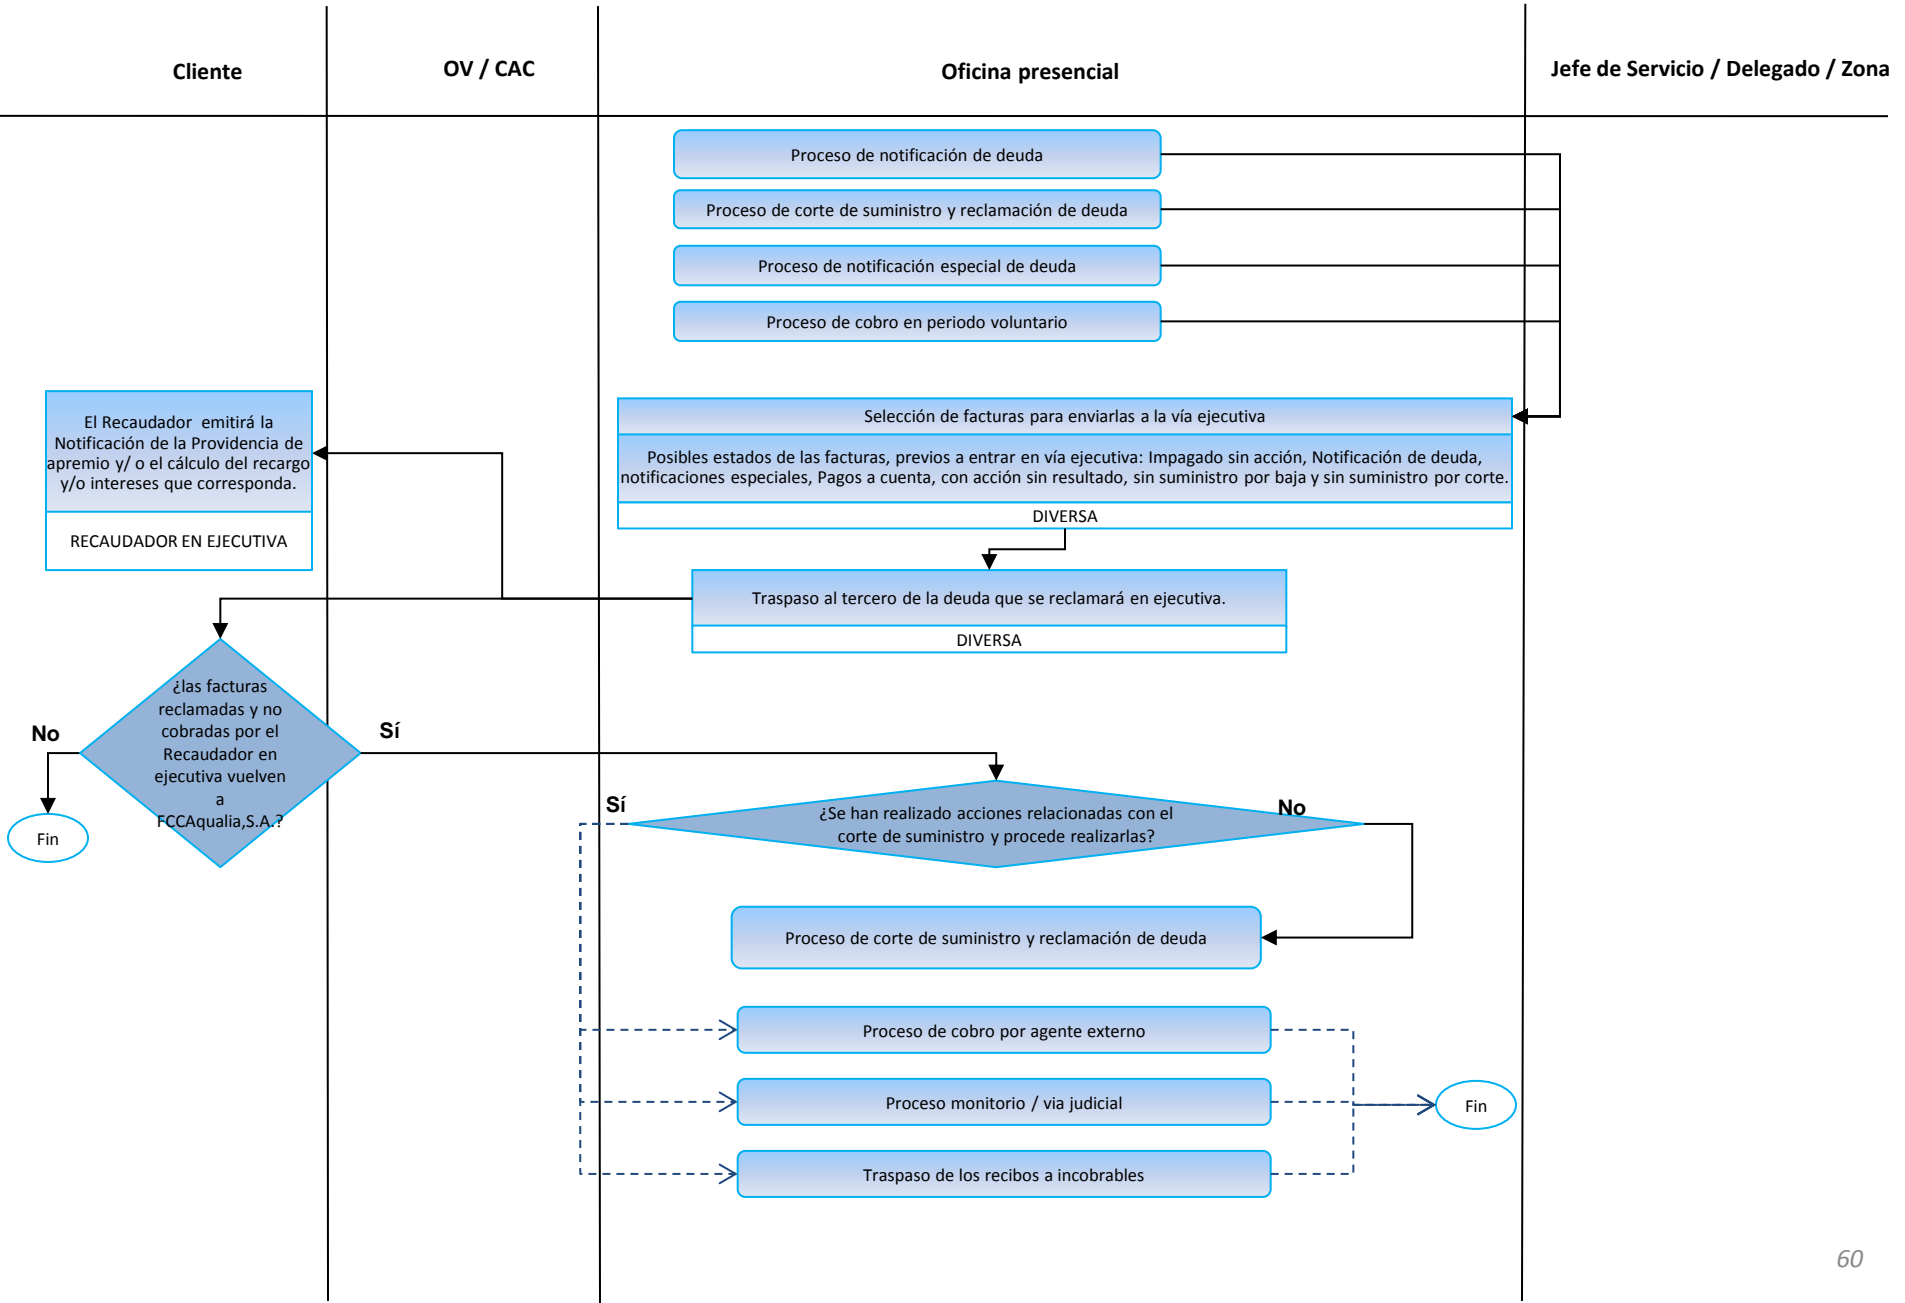 Cliente
OV / CAC
Oficina presencial
Jefe de Servicio / Delegado / Zona
Proceso de notificación de deuda
Proceso de corte de suministro y reclamación de deuda
Proceso de notificación especial de deuda
Proceso de cobro en periodo voluntario
El Recaudador emitirá la
Notificación de la Providencia de
apremio y/ o el cálculo del recargo
y/o intereses que corresponda.
RECAUDADOR EN EJECUTIVA
Selección de facturas para enviarlas a la vía ejecutiva
Posibles estados de las facturas, previos a entrar en vía ejecutiva: Impagado sin acción, Notificación de deuda,
notificaciones especiales, Pagos a cuenta, con acción sin resultado, sin suministro por baja y sin suministro por corte.
DIVERSA
Traspaso al tercero de la deuda que se reclamará en ejecutiva.
DIVERSA
¿las facturas
reclamadas y no
cobradas por el
Recaudador en
ejecutiva vuelven
a
FCCAqualia,S.A.?
No
Sí
Fin
Sí
¿Se han realizado acciones relacionadas con el
corte de suministro y procede realizarlas?
No
Proceso de corte de suministro y reclamación de deuda
Proceso de cobro por agente externo
Proceso monitorio / via judicial
Fin
Traspaso de los recibos a incobrables
60